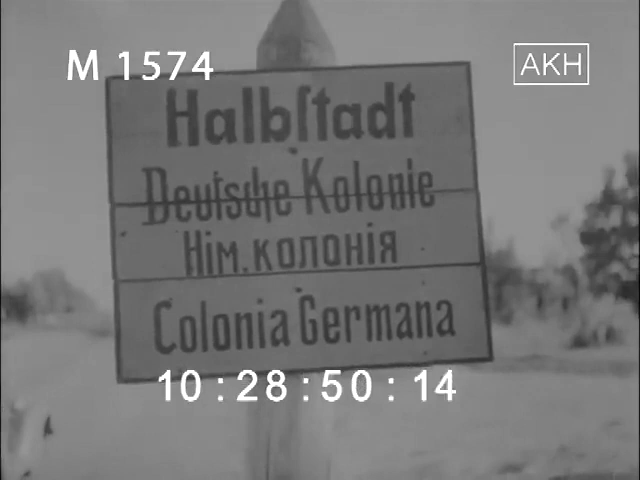 M 1574
AKH
Halbſtadt
Deutsche Kolonie
Нім. колонія
Colonia Germana
10:28:50:14